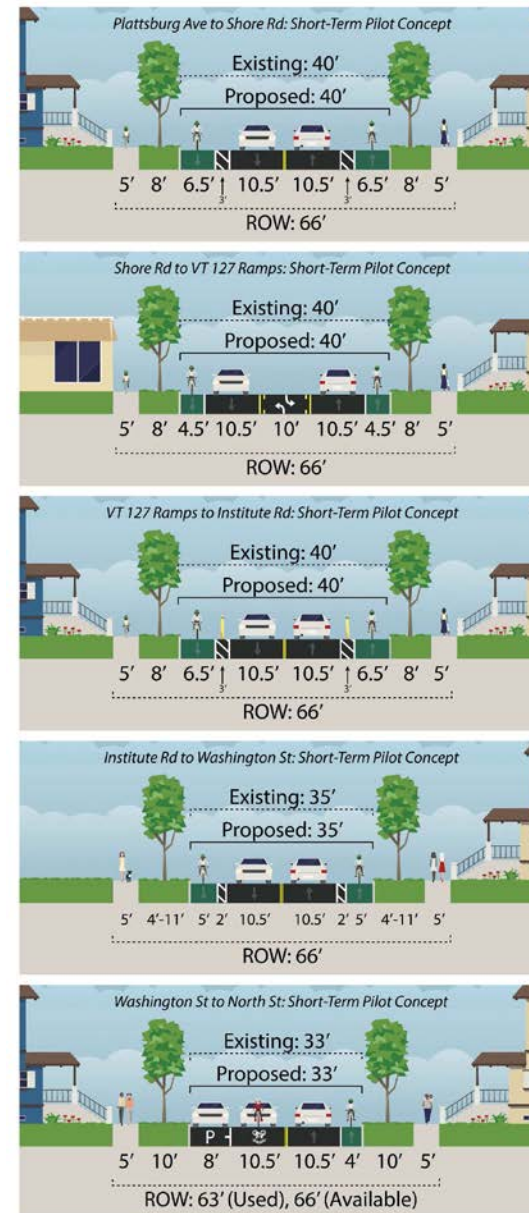 Plattsburg Ave to Shore Rd: Short-Term Pilot Concept
Existing: 40'
Proposed: 40'
5' 8' 6.5' 3' 10.5' 10.5' 3' 6.5' 8' 5'
ROW: 66'
Shore Rd to VT 127 Ramps: Short-Term Pilot Concept
Existing: 40'
Proposed: 40'
5' 8' 4.5' 10.5' 10' 10.5' 4.5' 8' 5'
ROW: 66'
VT 127 Ramps to Institute Rd: Short-Term Pilot Concept
Existing: 40'
Proposed: 40'
5' 8' 6.5' 3' 10.5' 10.5' 3' 6.5' 8' 5'
ROW: 66'
Institute Rd to Washington St: Short-Term Pilot Concept
Existing: 35'
Proposed: 35'
5' 4'-11' 5' 2' 10.5' 10.5' 2' 5' 4'-11' 5'
ROW: 66'
Washington St to North St: Short-Term Pilot Concept
Existing: 33'
Proposed: 33'
P
5' 10' 8' 10.5' 10.5' 4' 10' 5'
ROW: 63' (Used), 66' (Available)